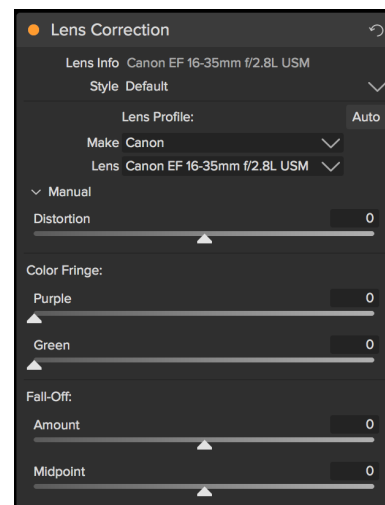 Lens Correction
Lens Info Canon EF 16-35mm f/2.8L USM
Style Default
Lens Profile: Auto
Make Canon
Lens Canon EF 16-35mm f/2.8L USM
Manual
Distortion 0
Color Fringe:
Purple 0
Green 0
Fall-Off:
Amount 0
Midpoint 0